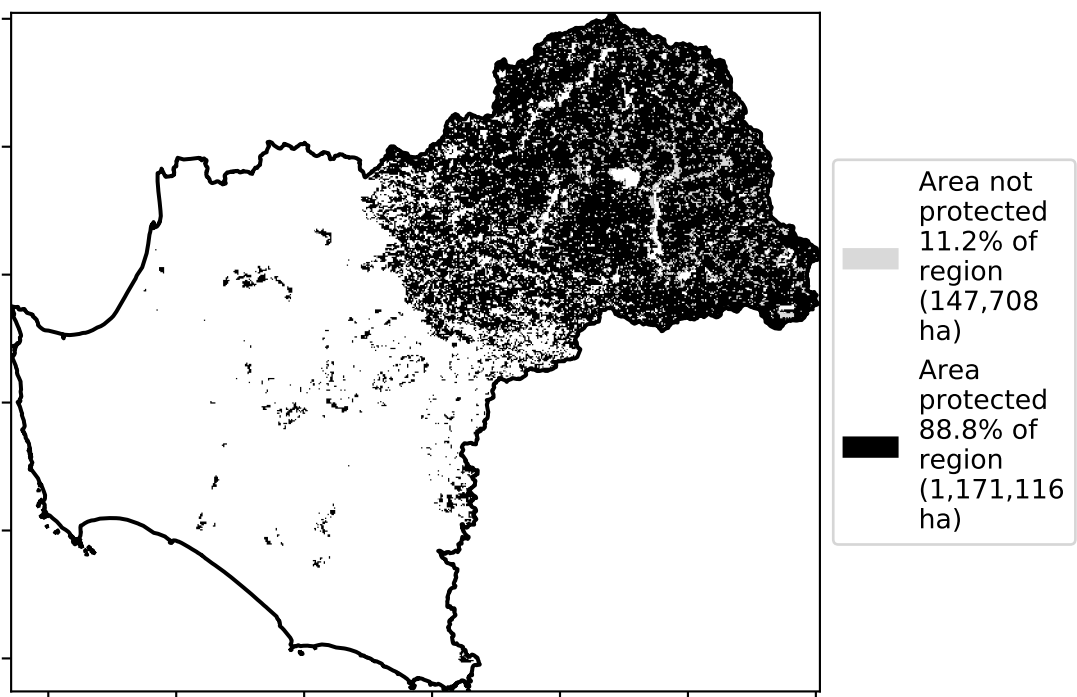 Area not
protected
11.2% of
region
(147,708
ha)
Area
protected
88.8% of
region
(1,171,116
ha)